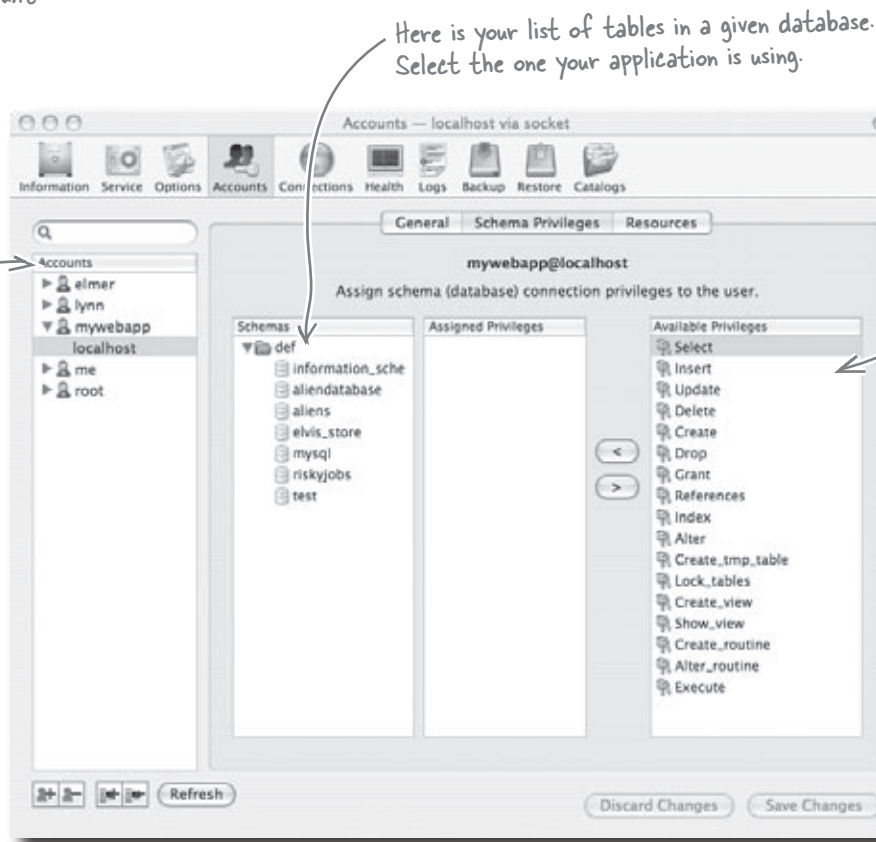 Here is your list of tables in a given database.
Select the one your application is using.
Accounts — localhost via socket
Information Service Options Accounts Connections Health Logs Backup Restore Catalogs
General Schema Privileges Resources
mywebapp@localhost
Assign schema (database) connection privileges to the user.
Accounts
elmer
lynn
mywebapp
localhost
me
root
Schemas
def
information_sche
aliendatabase
aliens
elvis_store
mysql
riskyjobs
test
Assigned Privileges
<
>
Available Privileges
Select
Insert
Update
Delete
Create
Drop
Grant
References
Index
Alter
Create_tmp_table
Lock_tables
Create_view
Show_view
Create_routine
Alter_routine
Execute
Refresh
Discard Changes Save Changes